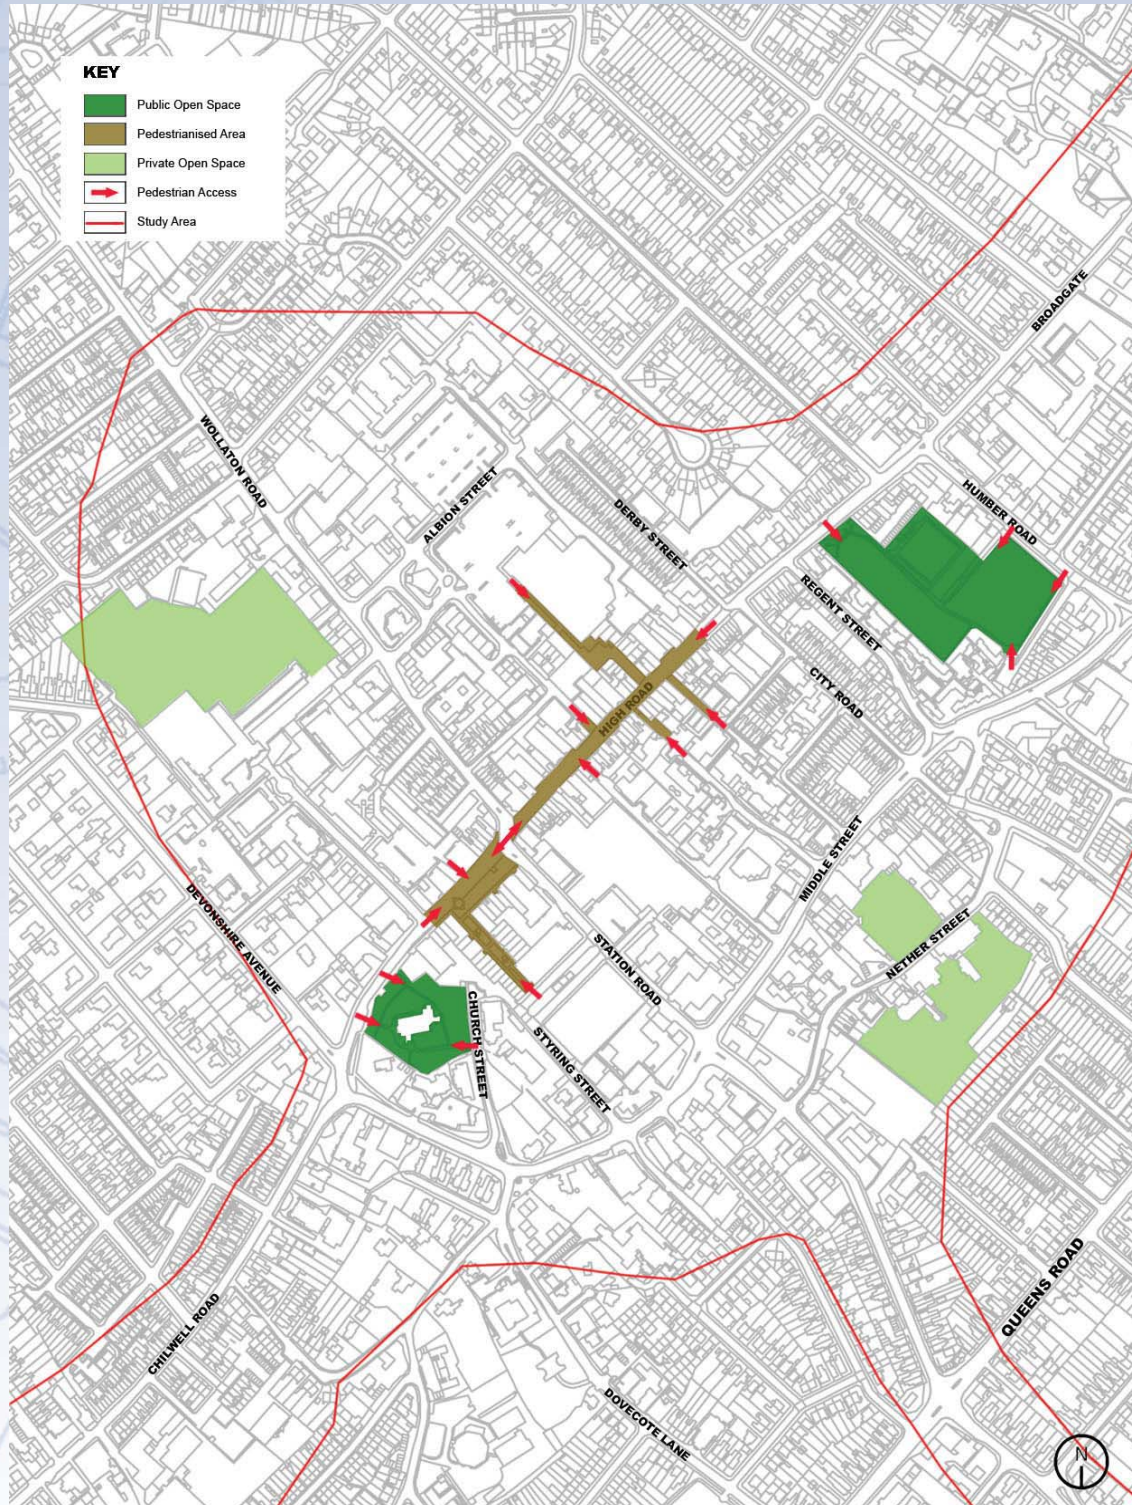 KEY
Public Open Space
Pedestrianised Area
Private Open Space
Pedestrian Access
Study Area
BROADGATE
WOLLATON ROAD
ALBION STREET
DERBY STREET
HUMBER ROAD
REGENT STREET
CITY ROAD
HIGH ROAD
MIDDLE STREET
DEVONSHIRE AVENUE
NETHER STREET
STATION ROAD
CHURCH STREET
STYRING STREET
QUEENS ROAD
CHILWELL ROAD
DOVECOTE LANE
N